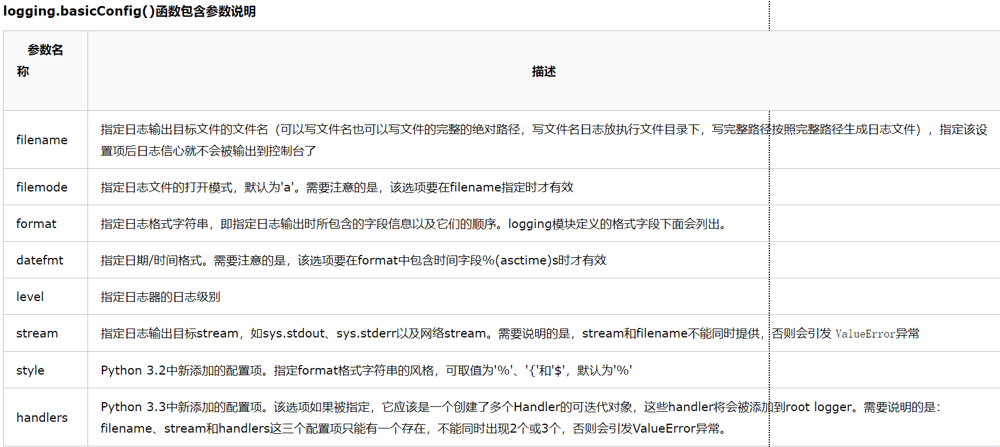 logging.basicConfig()函数包含参数说明
参数名
称
描述
filename
指定日志输出目标文件的文件名（可以写文件名也可以写文件的完整的绝对路径，写文件名日志放执行文件目录下，写完整路径按照完整路径生成日志文件），指定该设
置项后日志信心就不会被输出到控制台了
filemode
指定日志文件的打开模式，默认为'a'。需要注意的是，该选项要在filename指定时才有效
format
指定日志格式字符串，即指定日志输出时所包含的字段信息以及它们的顺序。logging模块定义的格式字段下面会列出。
datefmt
指定日期/时间格式。需要注意的是，该选项要在format中包含时间字段%(asctime)s时才有效
level
指定日志器的日志级别
stream
指定日志输出目标stream，如sys.stdout、sys.stderr以及网络stream。需要说明的是，stream和filename不能同时提供，否则会引发 ValueError异常
style
Python 3.2中新添加的配置项。指定format格式字符串的风格，可取值为'%'、'{'和'$'，默认为'%'
handlers
Python 3.3中新添加的配置项。该选项如果被指定，它应该是一个创建了多个Handler的可迭代对象，这些handler将会被添加到root logger。需要说明的是：
filename、stream和handlers这三个配置项只能有一个存在，不能同时出现2个或3个，否则会引发ValueError异常。